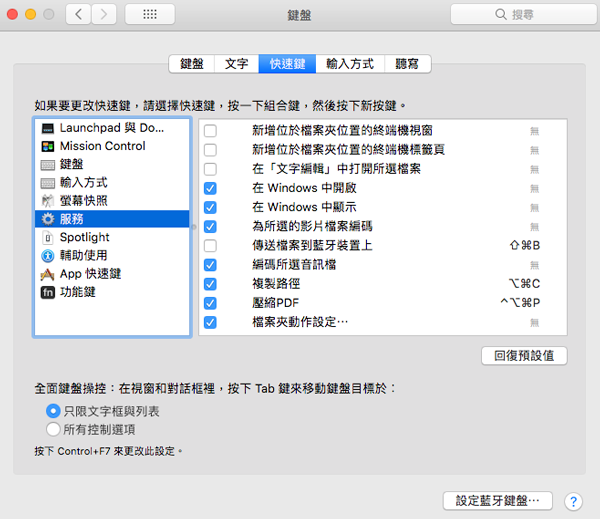 鍵盤
搜尋
鍵盤 文字 快速鍵 輸入方式 聽寫
如果要更改快速鍵，請選擇快速鍵，按一下組合鍵，然後按下新按鍵。
Launchpad 與 Do...
Mission Control
鍵盤
輸入方式
螢幕快照
服務
Spotlight
輔助使用
App 快速鍵
fn 功能鍵
新增位於檔案夾位置的終端機視窗 無
新增位於檔案夾位置的終端機標籤頁 無
在「文字編輯」中打開所選檔案 無
在 Windows 中開啟 無
在 Windows 中顯示 無
為所選的影片檔案編碼 無
傳送檔案到藍牙裝置上 ⇧⌘B
編碼所選音訊檔 無
複製路徑 ⌥⌘C
壓縮PDF ^⌥⌘P
檔案夾動作設定⋯ 無
回復預設值
全面鍵盤操控：在視窗和對話框裡，按下 Tab 鍵來移動鍵盤目標於：
只限文字框與列表
所有控制選項
按下 Control+F7 來更改此設定。
設定藍牙鍵盤⋯ ?